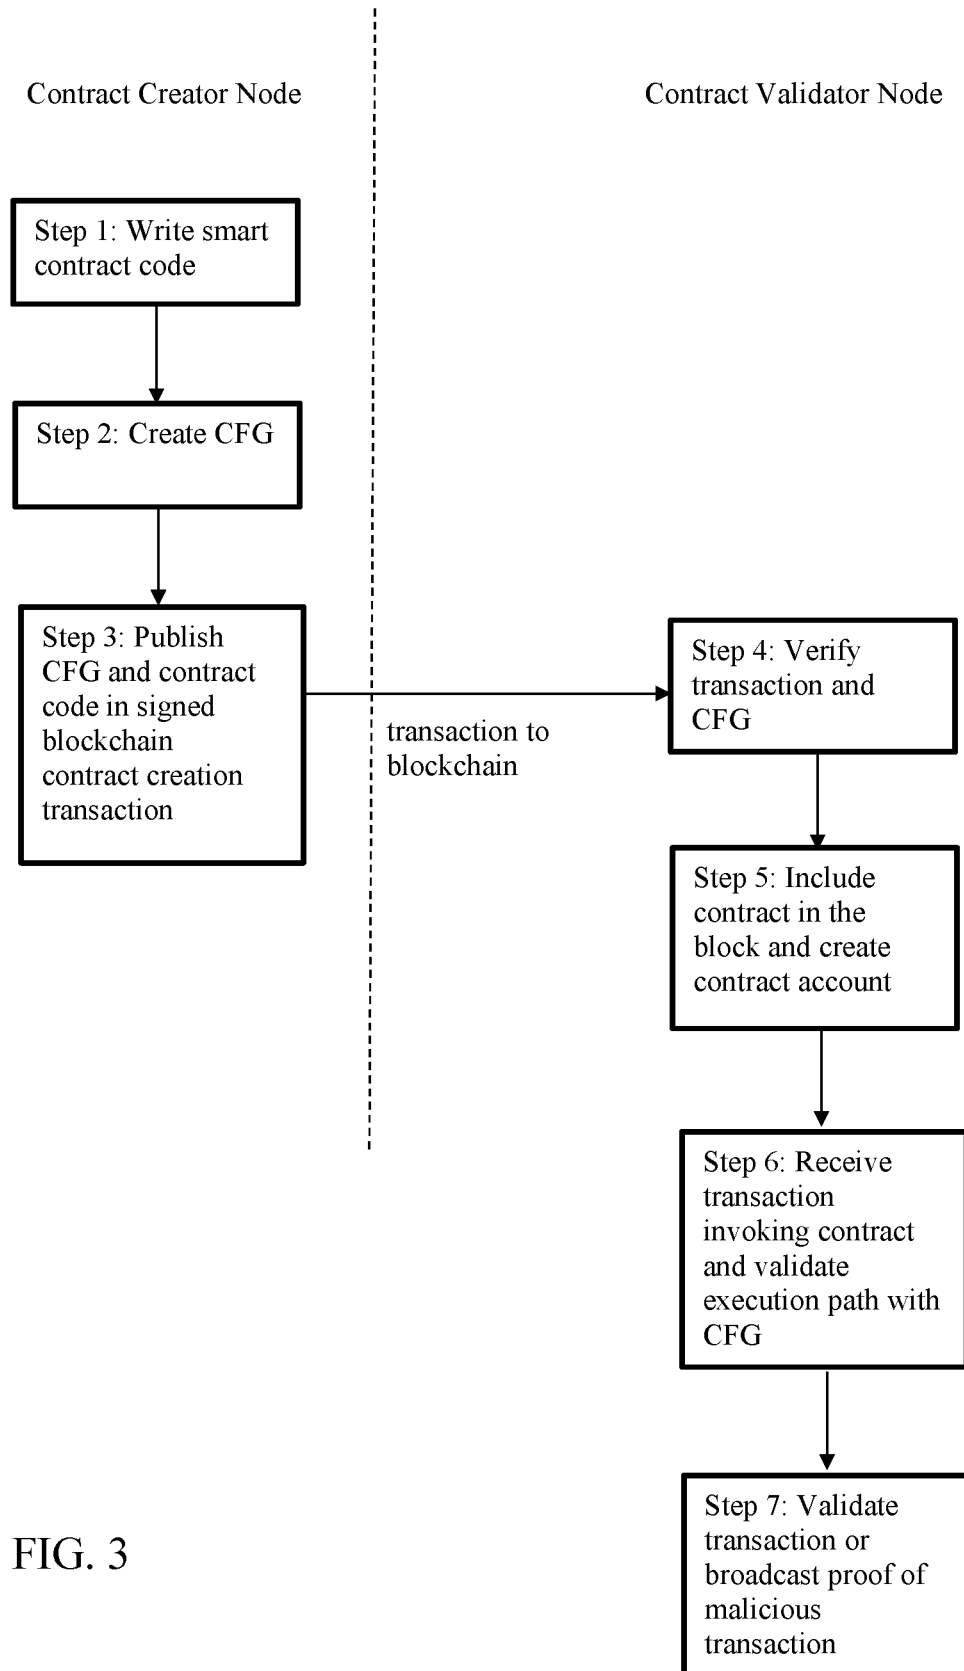 Contract Creator Node
Contract Validator Node
Step 1: Write smart
contract code
Step 2: Create CFG
Step 3: Publish
CFG and contract
code in signed
blockchain
contract creation
transaction
transaction to
blockchain
Step 4: Verify
transaction and
CFG
Step 5: Include
contract in the
block and create
contract account
Step 6: Receive
transaction
invoking contract
and validate
execution path with
CFG
Step 7: Validate
transaction or
broadcast proof of
malicious
transaction
FIG. 3